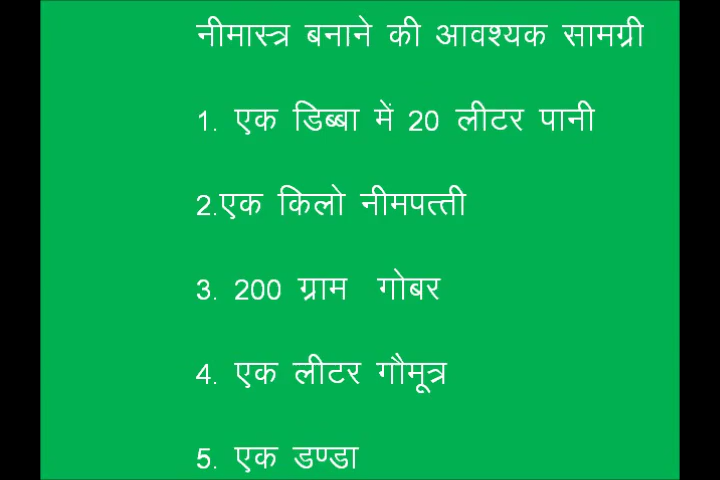 नीमास्त्र बनाने की आवश्यक सामग्री
1. एक डिब्बा में 20 लीटर पानी
2.एक किलो नीमपत्ती
3. 200 ग्राम गोबर
4. एक लीटर गौमूत्र
5. एक डण्डा